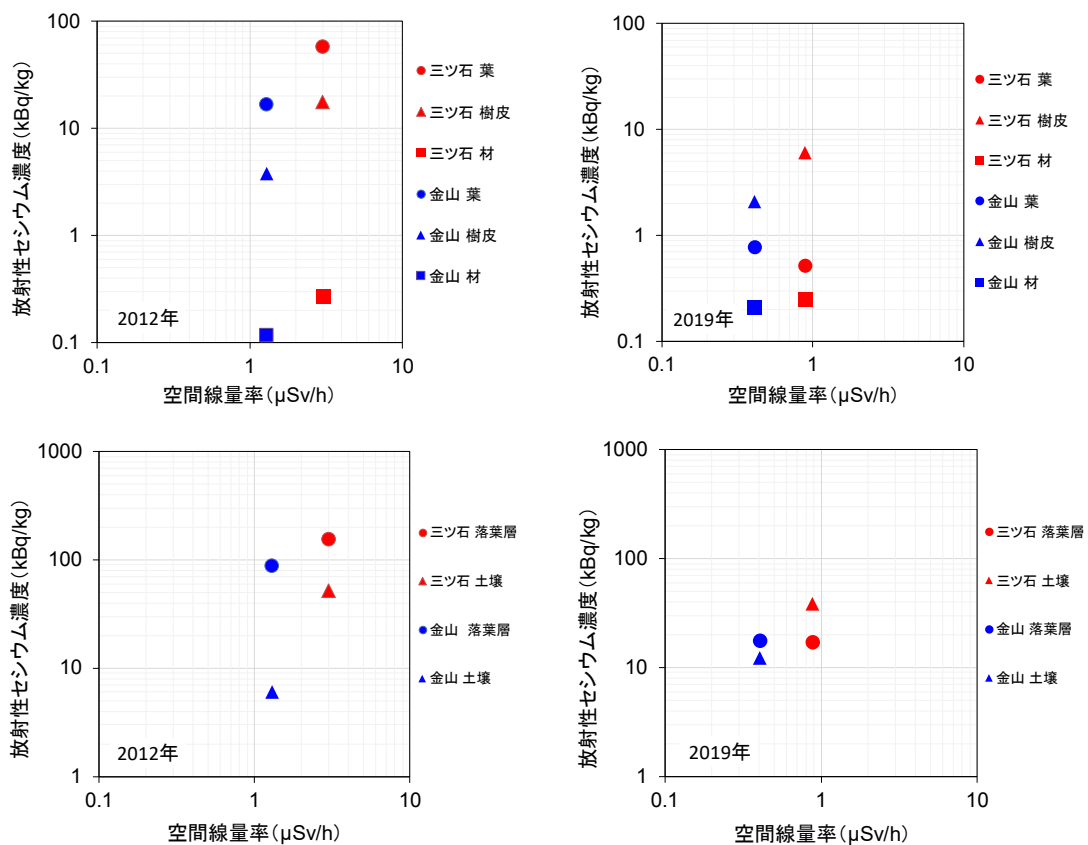 放射性セシウム濃度(kBq/kg)
100
10
1
0.1
0.1
1
10
2012年
空間線量率(μSv/h)
三ツ石 葉
三ツ石 樹皮
三ツ石 材
金山 葉
金山 樹皮
金山 材
放射性セシウム濃度(kBq/kg)
100
10
1
0.1
0.1
1
10
2019年
空間線量率(μSv/h)
三ツ石 葉
三ツ石 樹皮
三ツ石 材
金山 葉
金山 樹皮
金山 材
放射性セシウム濃度(kBq/kg)
1000
100
10
1
0.1
1
10
2012年
空間線量率(μSv/h)
三ツ石 落葉層
三ツ石 土壌
金山 落葉層
金山 土壌
放射性セシウム濃度(kBq/kg)
1000
100
10
1
0.1
1
10
2019年
空間線量率(μSv/h)
三ツ石 落葉層
三ツ石 土壌
金山 落葉層
金山 土壌